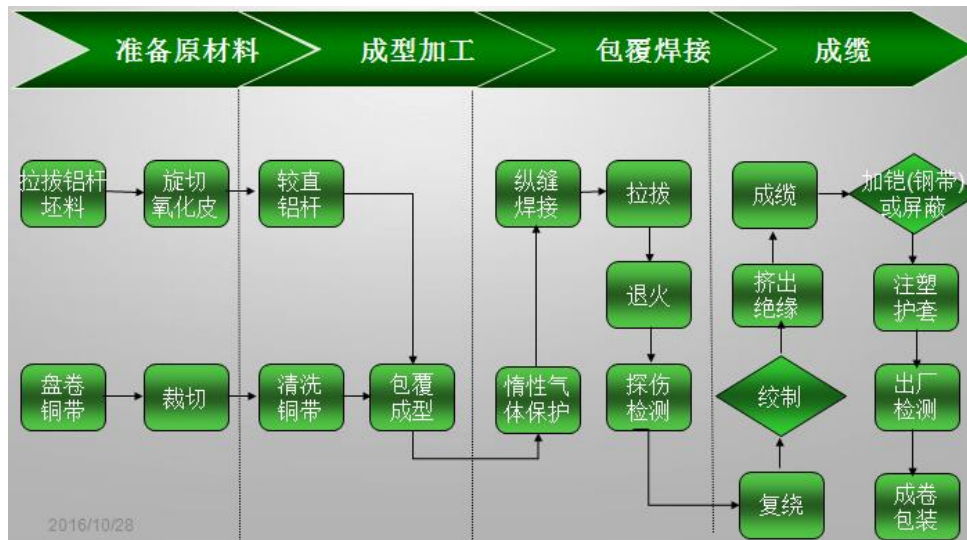 准备原材料
成型加工
包覆焊接
成缆
拉拔铝杆
坯料
旋切
氧化皮
较直
铝杆
纵缝
焊接
拉拔
成缆
加铠(钢带)
或屏蔽
退火
挤出
绝缘
注塑
护套
盘卷
铜带
裁切
清洗
铜带
包覆
成型
惰性气
体保护
探伤
检测
绞制
出厂
检测
复绕
成卷
包装
2016/10/28